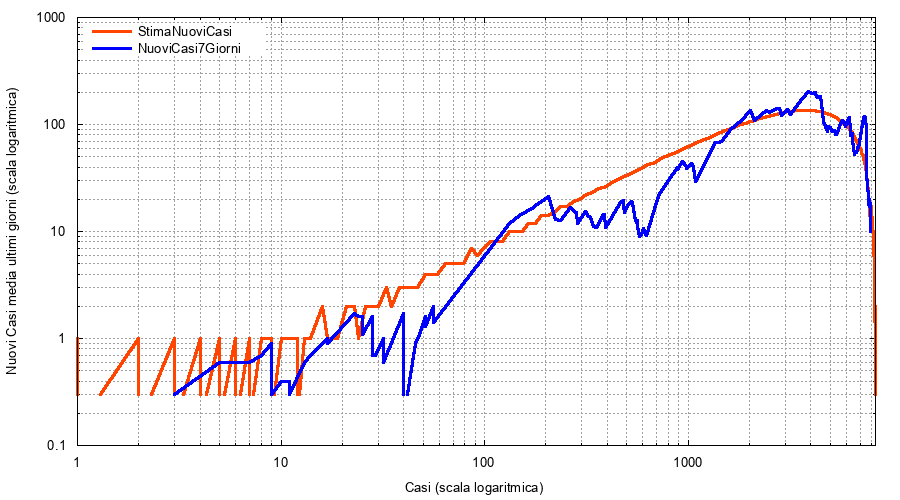 1000
100
10
1
0.1
1
10
100
1000
Nuovi Casi media ultimi giorni (scala logaritmica)
Casi (scala logaritmica)
StimaNuoviCasi
NuoviCasi7Giorni